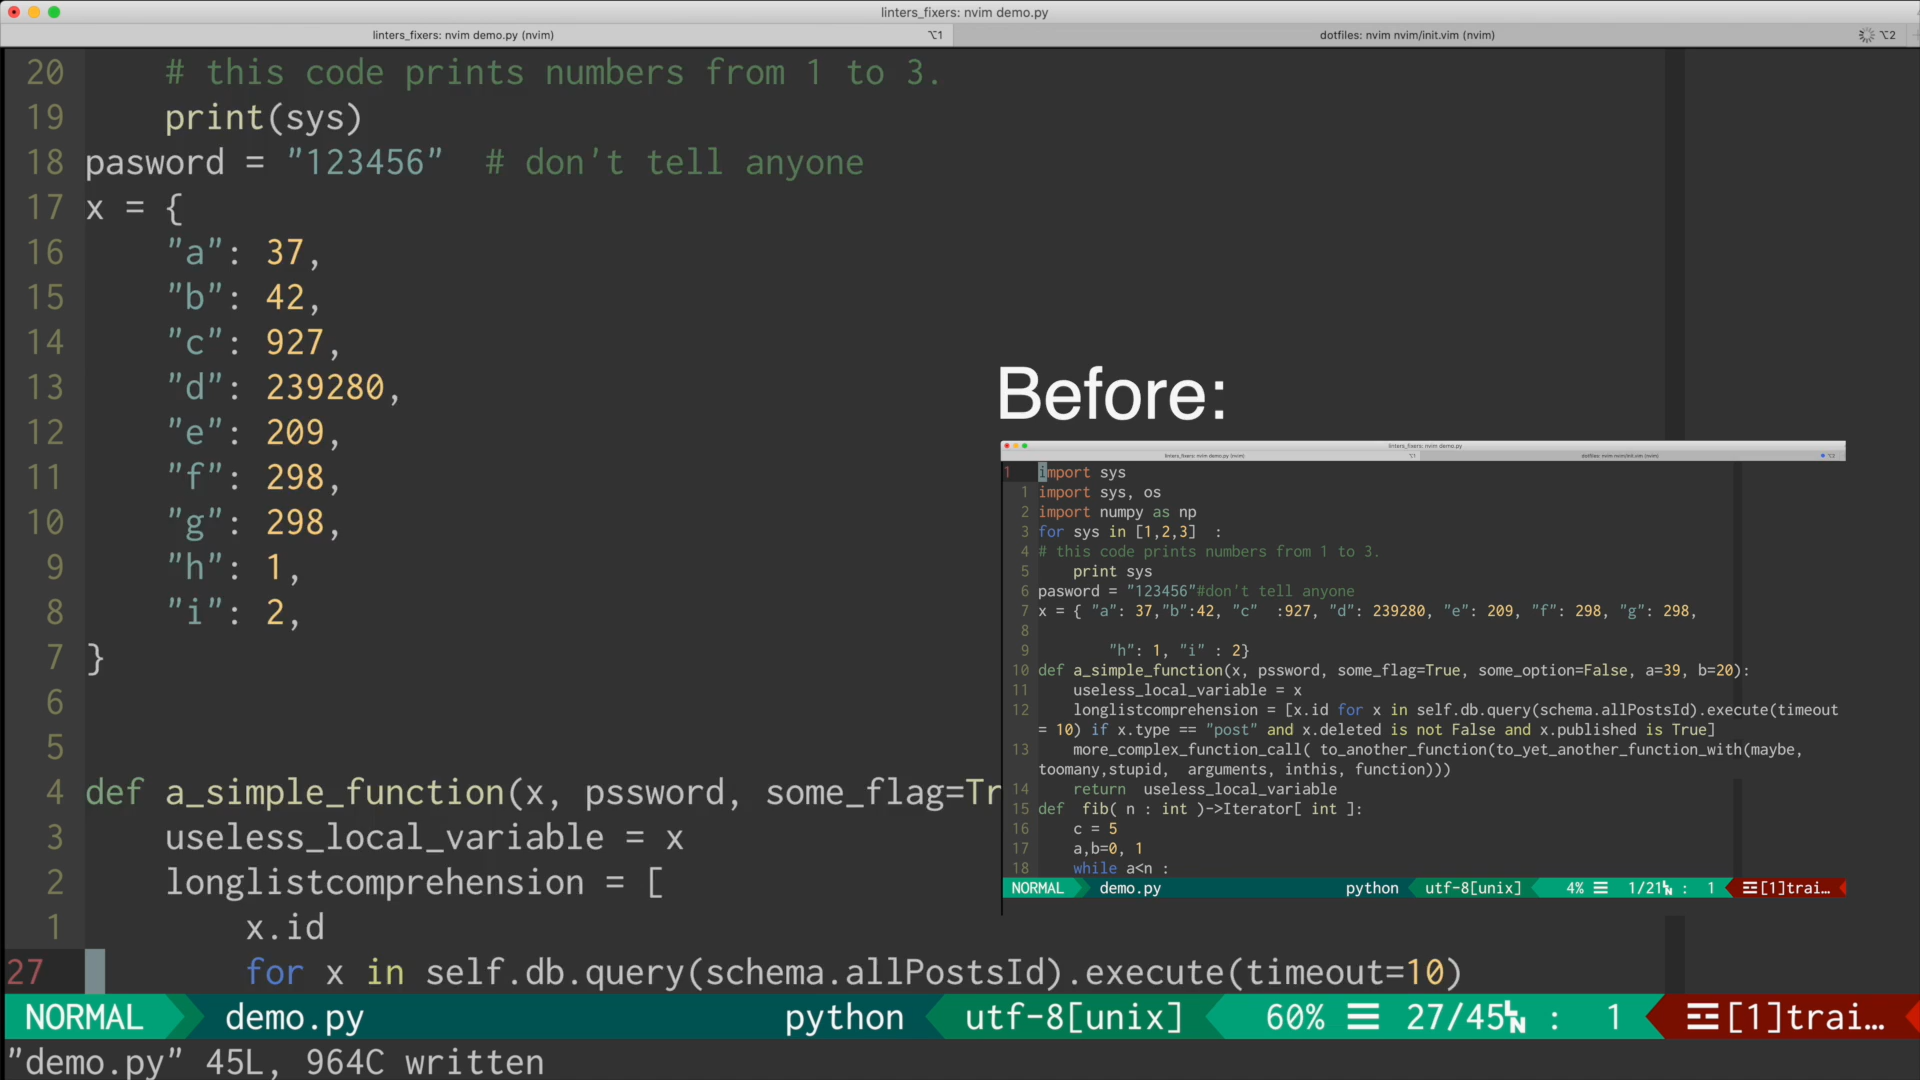 linters_fixers: nvim demo.py
linters_fixers: nvim demo.py (nvim) ⌥1 dotfiles: nvim nvim/init.vim (nvim) ⌥2
20 # this code prints numbers from 1 to 3.
19 print(sys)
18 pasword = "123456" # don't tell anyone
17 x = {
16 "a": 37,
15 "b": 42,
14 "c": 927,
13 "d": 239280,
12 "e": 209,
11 "f": 298,
10 "g": 298,
9 "h": 1,
8 "i": 2,
7 }
6
5
4 def a_simple_function(x, pssword, some_flag=Tr
3 useless_local_variable = x
2 longlistcomprehension = [
1 x.id
27 for x in self.db.query(schema.allPostsId).execute(timeout=10)
NORMAL demo.py python utf-8[unix] 60% ☰ 27/45 : 1 ☲[1]trai…
"demo.py" 45L, 964C written
Before:
linters_fixers: nvim demo.py
linters_fixers: nvim demo.py (nvim) ⌥1 dotfiles: nvim nvim/init.vim (nvim) ⌥2
1 import sys
1 import sys, os
2 import numpy as np
3 for sys in [1,2,3]  :
4 # this code prints numbers from 1 to 3.
5 print sys
6 pasword = "123456"#don't tell anyone
7 x = { "a": 37,"b":42, "c"  :927, "d": 239280, "e": 209, "f": 298, "g": 298,
8
9 "h": 1, "i" : 2}
10 def a_simple_function(x, pssword, some_flag=True, some_option=False, a=39, b=20):
11 useless_local_variable = x
12 longlistcomprehension = [x.id for x in self.db.query(schema.allPostsId).execute(timeout
= 10) if x.type == "post" and x.deleted is not False and x.published is True]
13 more_complex_function_call( to_another_function(to_yet_another_function_with(maybe,
toomany,stupid,  arguments, inthis, function)))
14 return  useless_local_variable
15 def  fib( n : int )->Iterator[ int ]:
16 c = 5
17 a,b=0, 1
18 while a<n :
NORMAL demo.py python utf-8[unix] 4% ☰ 1/21 : 1 ☲[1]trai…